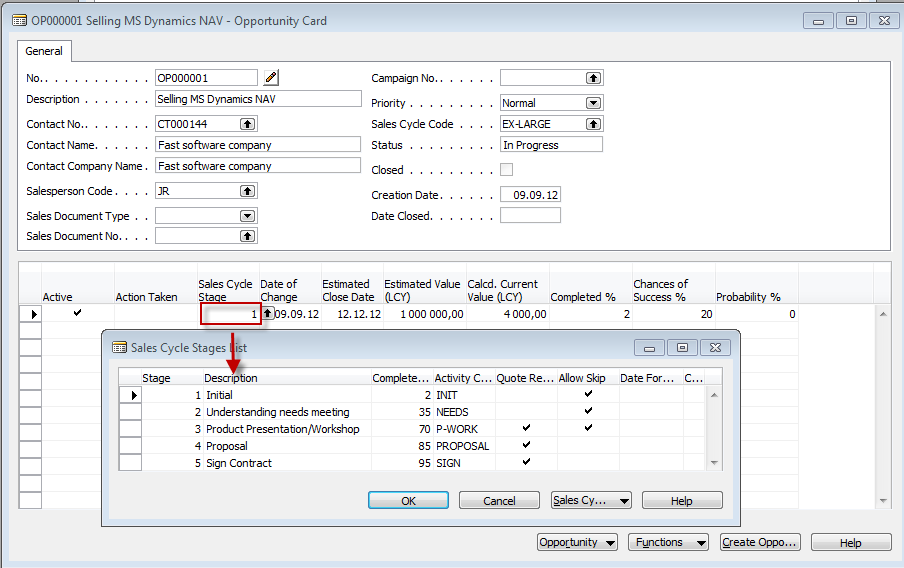 OP000001 Selling MS Dynamics NAV - Opportunity Card
General
No. . . . . . . . . . . . OP000001
Description . . . . . . . Selling MS Dynamics NAV
Contact No. . . . . . . . CT000144
Contact Name. . . . . . . Fast software company
Contact Company Name . Fast software company
Salesperson Code . . . . JR
Sales Document Type . .
Sales Document No. . . .
Campaign No. . . . . . .
Priority . . . . . . . . Normal
Sales Cycle Code . . . . EX-LARGE
Status . . . . . . . . . In Progress
Closed . . . . . . . . .
Creation Date. . . . . . 09.09.12
Date Closed. . . . . . .
Active Action Taken Sales Cycle Stage Date of Change Estimated Close Date Estimated Value (LCY) Calcd. Current Value (LCY) Completed % Chances of Success % Probability %
1 09.09.12 12.12.12 1 000 000,00 4 000,00 2 20 0
Sales Cycle Stages List
Stage Description Complete... Activity C... Quote Re... Allow Skip Date For... C...
1 Initial 2 INIT
2 Understanding needs meeting 35 NEEDS
3 Product Presentation/Workshop 70 P-WORK
4 Proposal 85 PROPOSAL
5 Sign Contract 95 SIGN
OK Cancel Sales Cy... Help
Opportunity Functions Create Oppo... Help